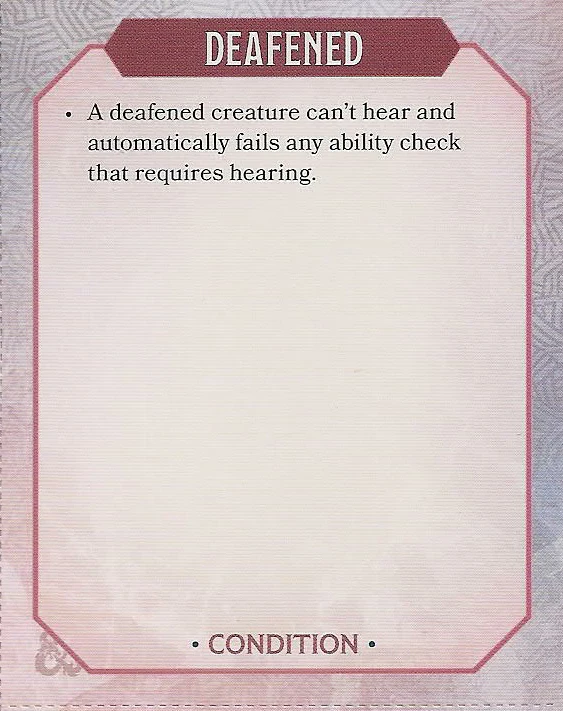 DEAFENED
• A deafened creature can't hear and
automatically fails any ability check
that requires hearing.
• CONDITION •